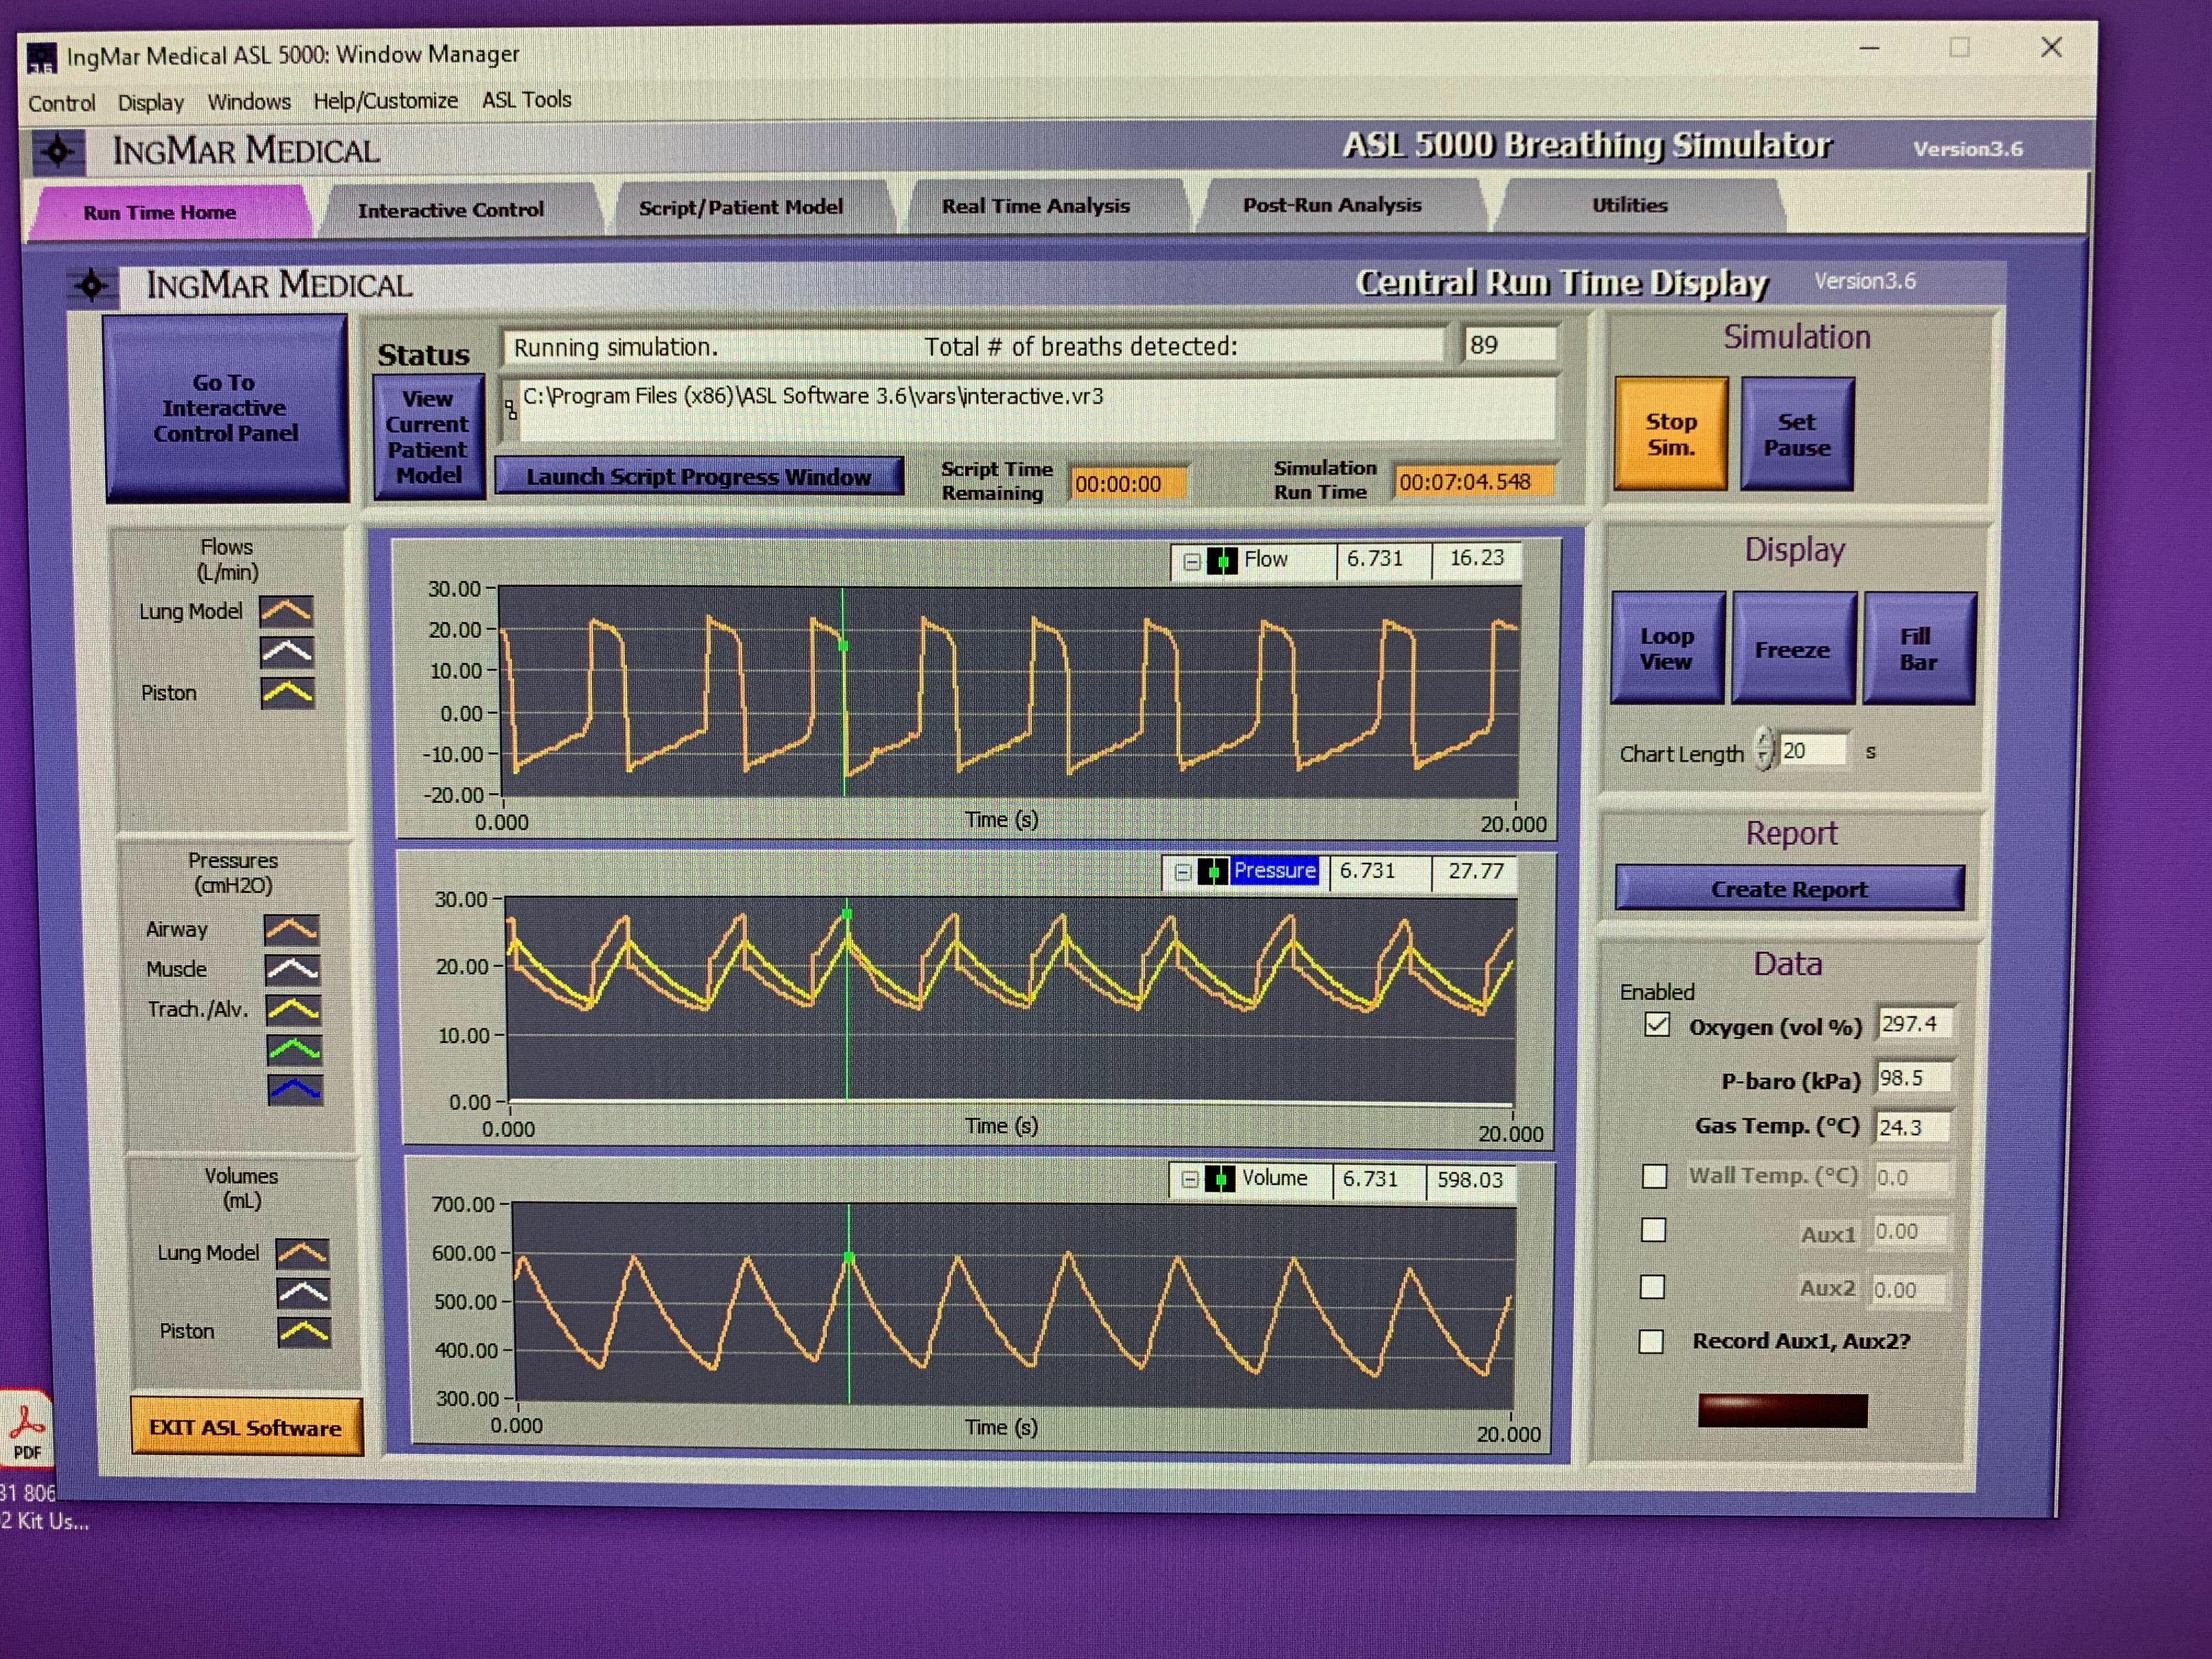 3.6 IngMar Medical ASL 5000: Window Manager
Control Display Windows Help/Customize ASL Tools
INGMAR MEDICAL ASL 5000 Breathing Simulator Version3.6
Run Time Home Interactive Control Script/Patient Model Real Time Analysis Post-Run Analysis Utilities
INGMAR MEDICAL Central Run Time Display Version3.6
Go To
Interactive
Control Panel
Status
Running simulation. Total # of breaths detected: 89
View
Current
Patient
Model
C:\Program Files (x86)\ASL Software 3.6\vars\interactive.vr3
Launch Script Progress Window
Script Time
Remaining
00:00:00
Simulation
Run Time
00:07:04.548
Simulation
Stop
Sim.
Set
Pause
Flows
(L/min)
Lung Model
Piston
Flow 6.731 16.23
30.00
20.00
10.00
0.00
-10.00
-20.00
0.000 Time (s) 20.000
Display
Loop
View
Freeze
Fill
Bar
Chart Length 20 s
Pressures
(cmH2O)
Airway
Muscle
Trach./Alv.
Pressure 6.731 27.77
30.00
20.00
10.00
0.00
0.000 Time (s) 20.000
Report
Create Report
Data
Enabled
Oxygen (vol %) 297.4
P-baro (kPa) 98.5
Gas Temp. (°C) 24.3
Wall Temp. (°C) 0.0
Aux1 0.00
Aux2 0.00
Record Aux1, Aux2?
Volumes
(mL)
Lung Model
Piston
Volume 6.731 598.03
700.00
600.00
500.00
400.00
300.00
0.000 Time (s) 20.000
EXIT ASL Software
PDF
31 806
2 Kit Us...